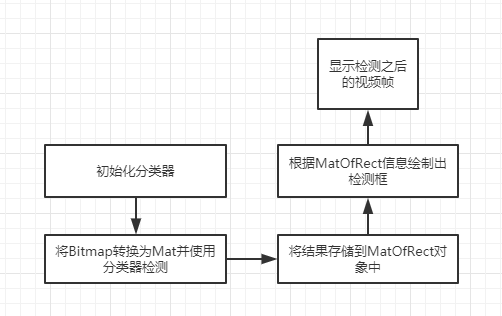 显示检测之后
的视频帧
初始化分类器
根据MatOfRect信息绘制出
检测框
将Bitmap转换为Mat并使用
分类器检测
将结果存储到MatOfRect对
象中